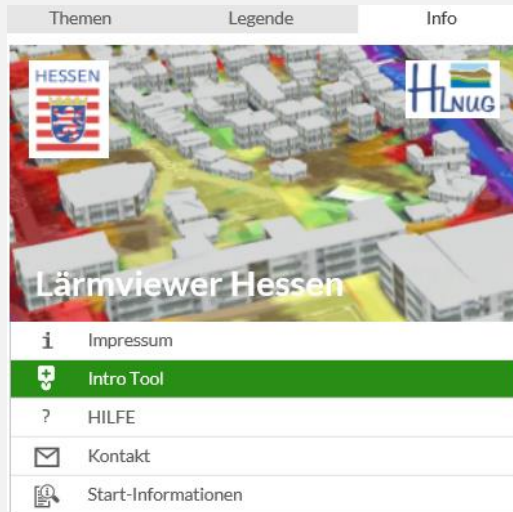 Themen Legende Info
HESSEN
HLNUG
Lärmviewer Hessen
i Impressum
Intro Tool
? HILFE
Kontakt
Start-Informationen